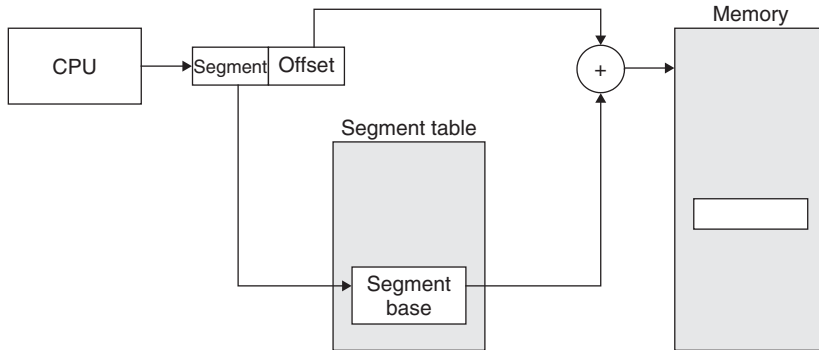 Memory
CPU
Segment
Offset
+
Segment table
Segment
base